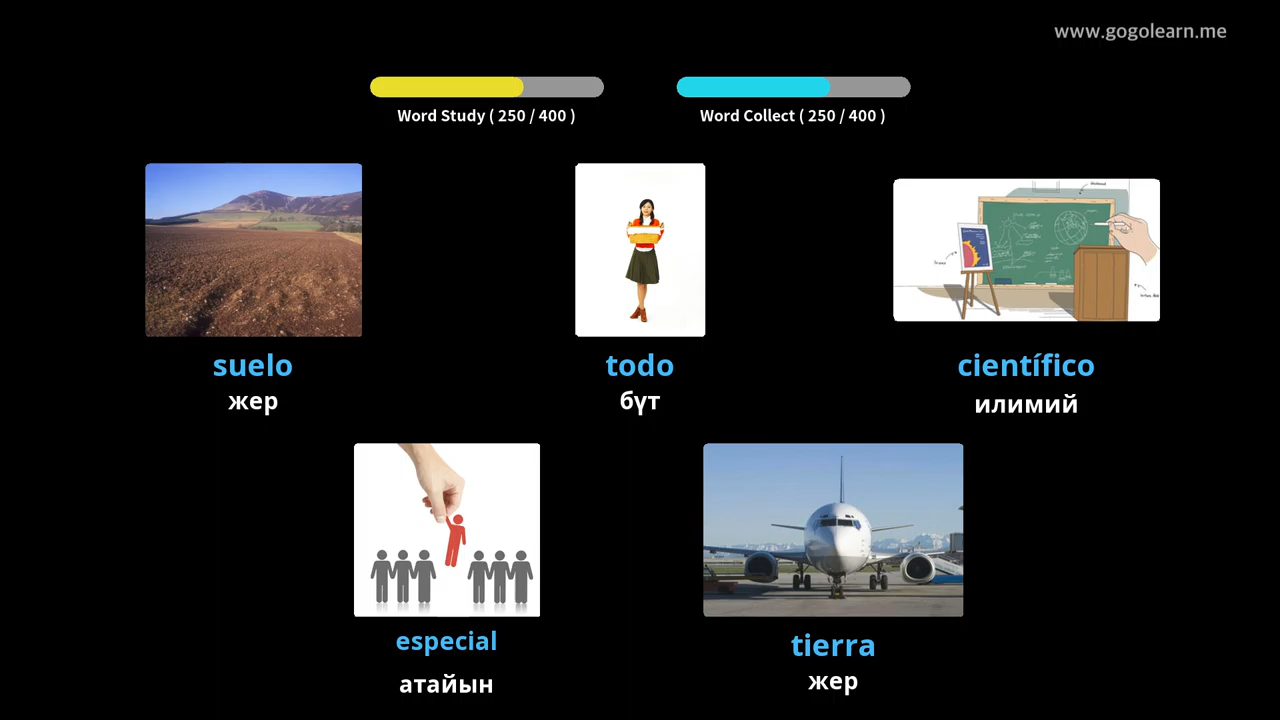 www.gogolearn.me
Word Study ( 250 / 400 )
Word Collect ( 250 / 400 )
suelo
жер
todo
бүт
científico
илимий
especial
атайын
tierra
жер